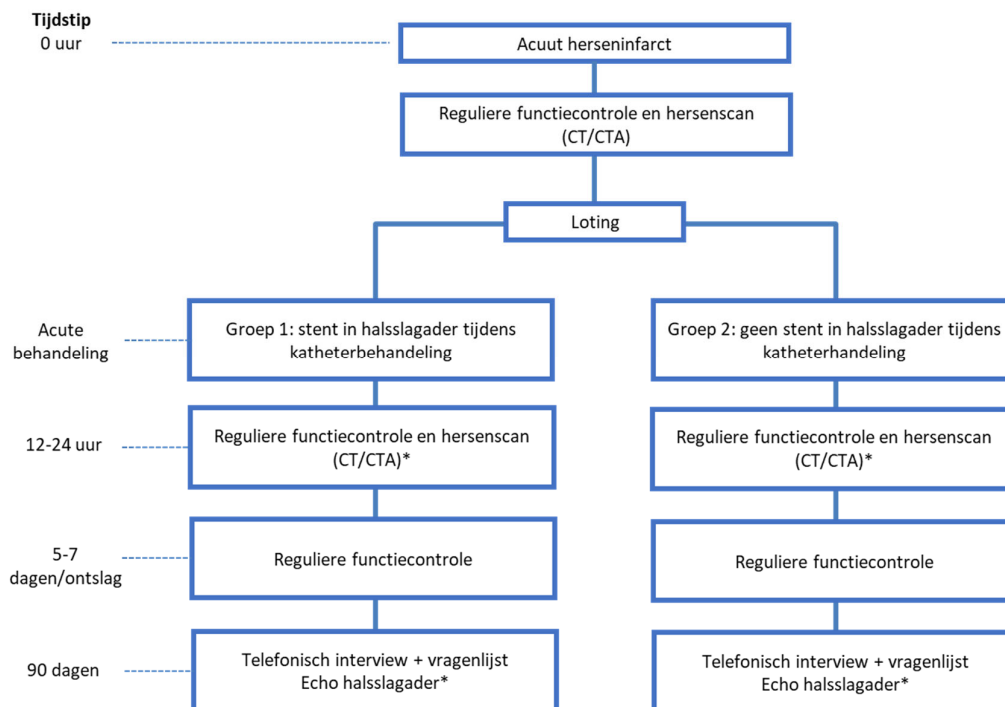 Tijdstip
0 uur
Acuut herseninfarct
Reguliere functiecontrole en hersenscan
(CT/CTA)
Loting
Acute
behandeling
Groep 1: stent in halsslagader tijdens
katheterbehandeling
Groep 2: geen stent in halsslagader tijdens
katheterhandeling
12-24 uur
Reguliere functiecontrole en hersenscan
(CT/CTA)*
Reguliere functiecontrole en hersenscan
(CT/CTA)*
5-7
dagen/ontslag
Reguliere functiecontrole
Reguliere functiecontrole
90 dagen
Telefonisch interview + vragenlijst
Echo halsslagader*
Telefonisch interview + vragenlijst
Echo halsslagader*